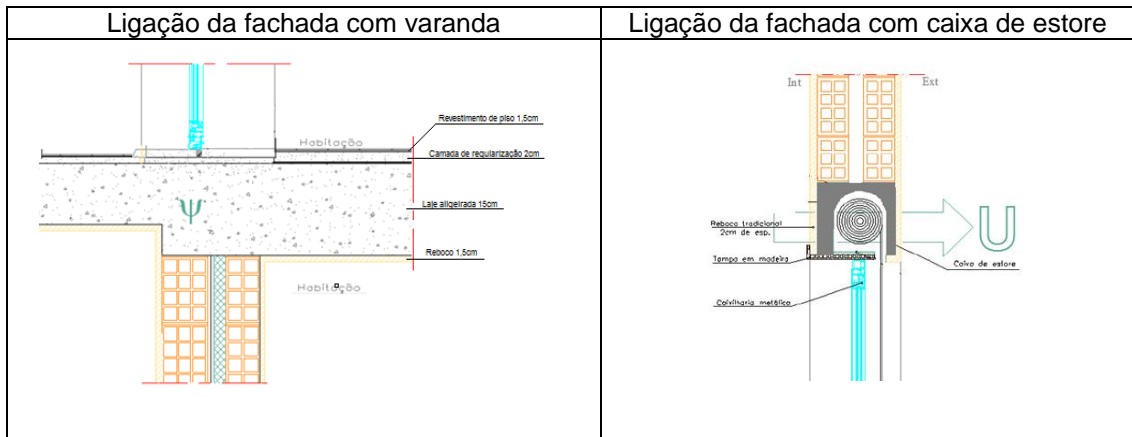 Ligação da fachada com varanda
Ligação da fachada com caixa de estore
Revestimento de piso 1,5cm
Habitação
Camada de regularização 2cm
Laje aligeirada 15cm
ψ
Reboco 1,5cm
Habitação
Int
Ext
Reboco tradicional
2cm de esp.
U
Tampa em madeira
Caixa de estore
Caixilharia metálica